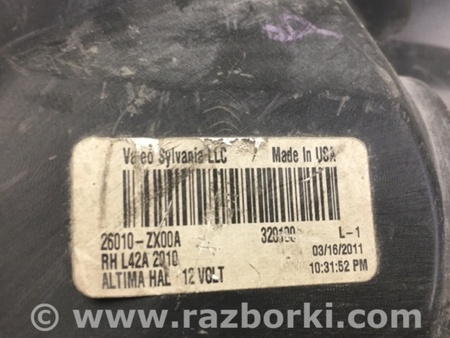 Valeo Sylvania LLC Made In USA
26010-ZX00A 320100 L-1
RH L42A 2010 03/16/2011
ALTIMA HAL 12 VOLT 10:31:52 PM
www.razborki.com